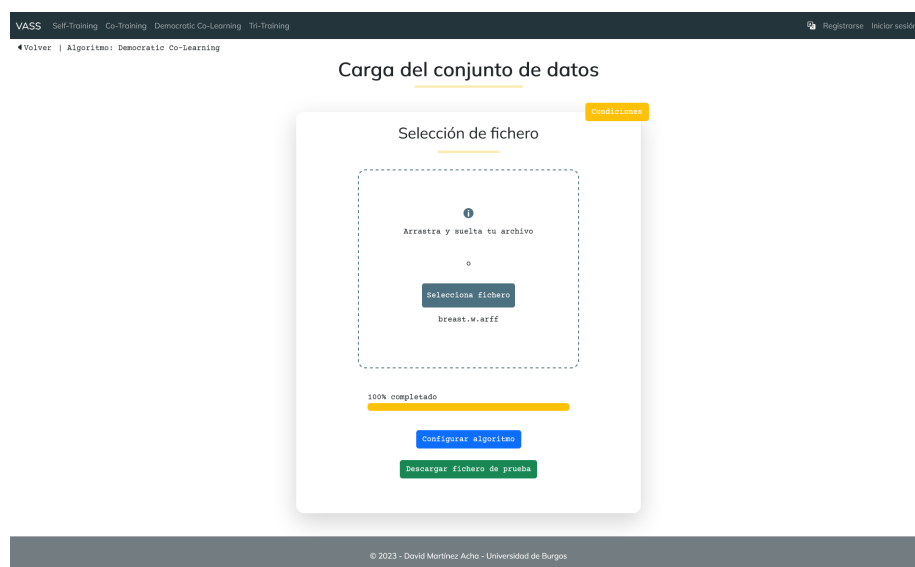 VASS Self-Training Co-Training Democratic Co-Learning Tri-Training Registrarse Iniciar sesión
Volver | Algoritmo: Democratic Co-Learning
Carga del conjunto de datos
Condiciones
Selección de fichero
Arrastra y suelta tu archivo
o
Selecciona fichero
breast.w.arff
100% completado
Configurar algoritmo
Descargar fichero de prueba
© 2023 - David Martínez Acha - Universidad de Burgos